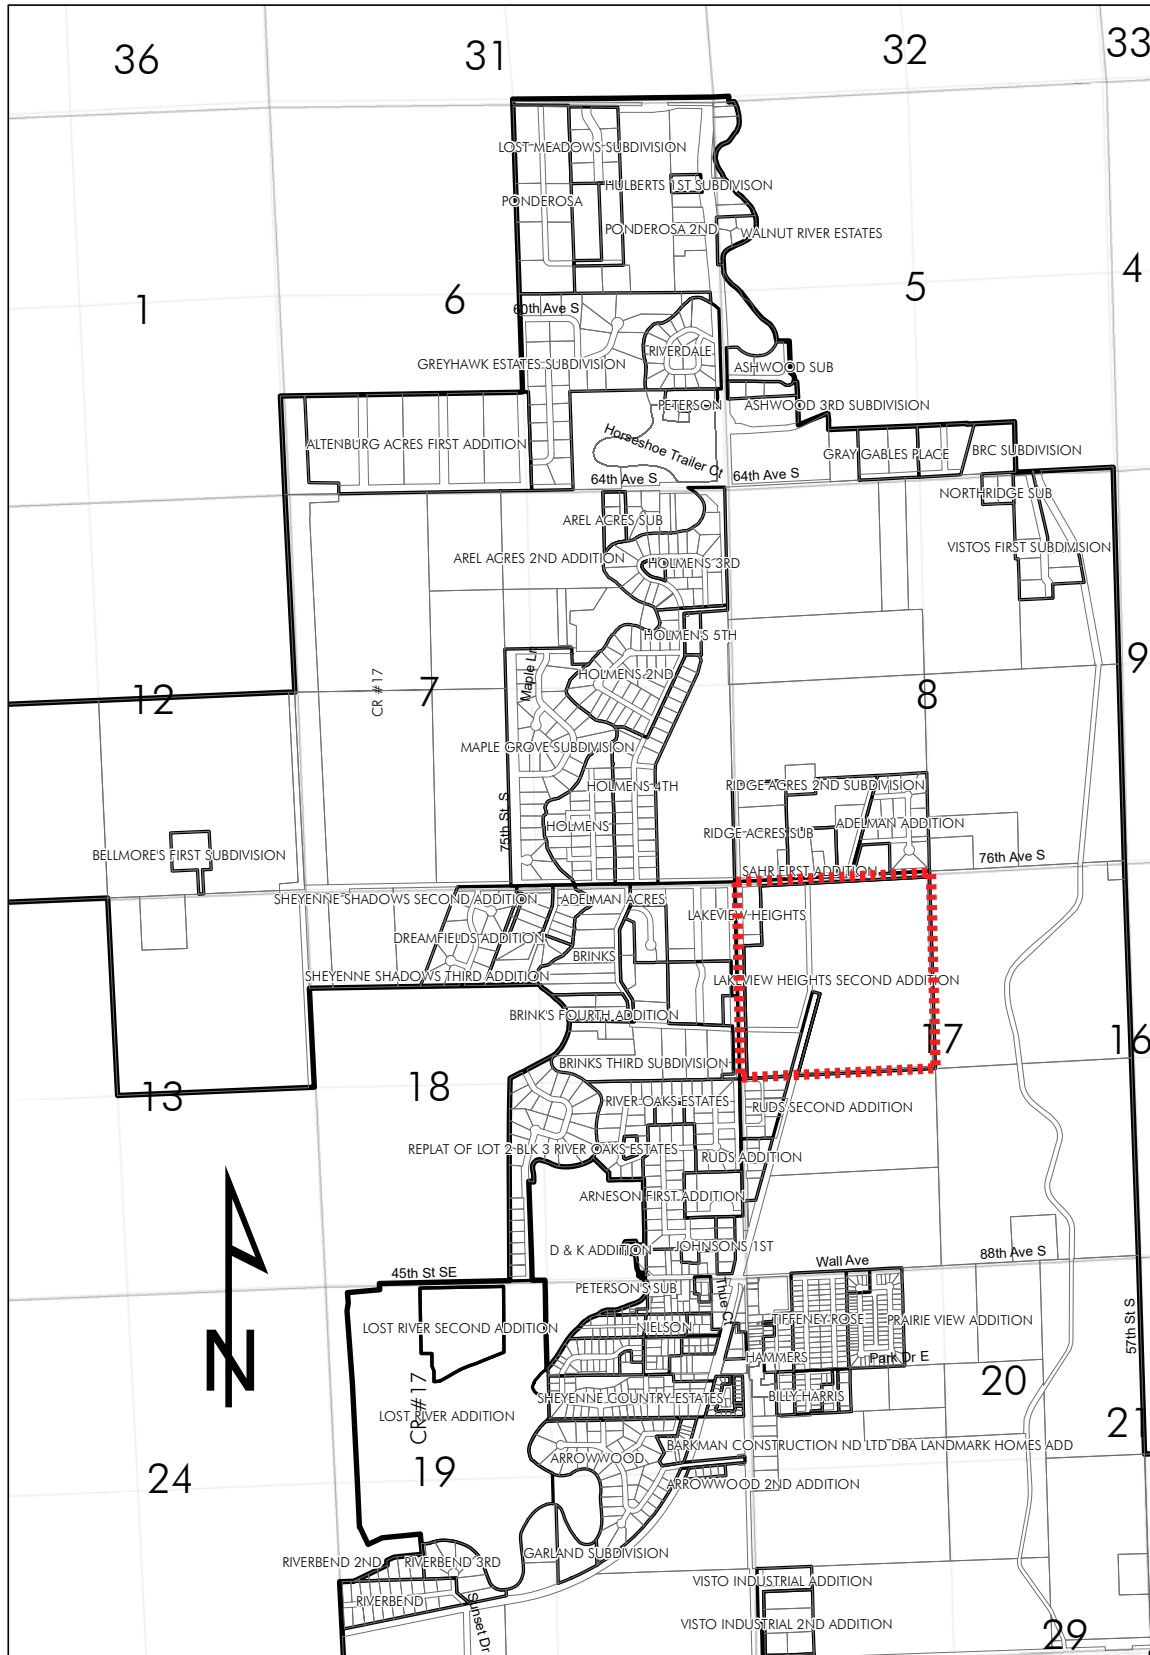 36
31
32
33
LOST MEADOWS SUBDIVISION
HULBERTS 1ST SUBDIVISON
PONDEROSA
PONDEROSA 2ND
WALNUT RIVER ESTATES
4
5
6
1
60th Ave S
RIVERDALE
GREYHAWK ESTATES SUBDIVISION
ASHWOOD SUB
PETERSON
ASHWOOD 3RD SUBDIVISION
ALTENBURG ACRES FIRST ADDITION
Horseshoe Trailer Ct
GRAY GABLES PLACE
BRC SUBDIVISION
64th Ave S
64th Ave S
NORTHRIDGE SUB
AREL ACRES SUB
VISTOS FIRST SUBDIVISION
AREL ACRES 2ND ADDITION
HOLMENS 3RD
HOLMENS 5TH
9
Maple Ln
HOLMENS 2ND
12
CR #17
7
8
MAPLE GROVE SUBDIVISION
HOLMENS 4TH
RIDGE ACRES 2ND SUBDIVISION
75th St S
HOLMENS
RIDGE ACRES SUB
ADELMAN ADDITION
BELLMORE'S FIRST SUBDIVISION
76th Ave S
SAHR FIRST ADDITION
SHEYENNE SHADOWS SECOND ADDITION
ADELMAN ACRES
LAKEVIEW HEIGHTS
DREAMFIELDS ADDITION
BRINKS
SHEYENNE SHADOWS THIRD ADDITION
LAKEVIEW HEIGHTS SECOND ADDITION
BRINK'S FOURTH ADDITION
17
16
BRINKS THIRD SUBDIVISION
13
18
RIVER OAKS ESTATES
RUDS SECOND ADDITION
REPLAT OF LOT 2 BLK 3 RIVER OAKS ESTATES
RUDS ADDITION
ARNESON FIRST ADDITION
D & K ADDITION
JOHNSONS 1ST
88th Ave S
Wall Ave
45th St SE
PETERSON'S SUB
Thue Ct
LOST RIVER SECOND ADDITION
NIELSON
TIFFENEY ROSE
PRAIRIE VIEW ADDITION
57th St S
N
HAMMERS
Park Dr E
20
SHEYENNE COUNTRY ESTATES
BILLY HARRIS
CR #17
LOST RIVER ADDITION
21
BARKMAN CONSTRUCTION ND LTD DBA LANDMARK HOMES ADD
ARROWWOOD
24
19
ARROWWOOD 2ND ADDITION
GARLAND SUBDIVISION
RIVERBEND 2ND
RIVERBEND 3RD
VISTO INDUSTRIAL ADDITION
RIVERBEND
Sunset Dr
VISTO INDUSTRIAL 2ND ADDITION
29